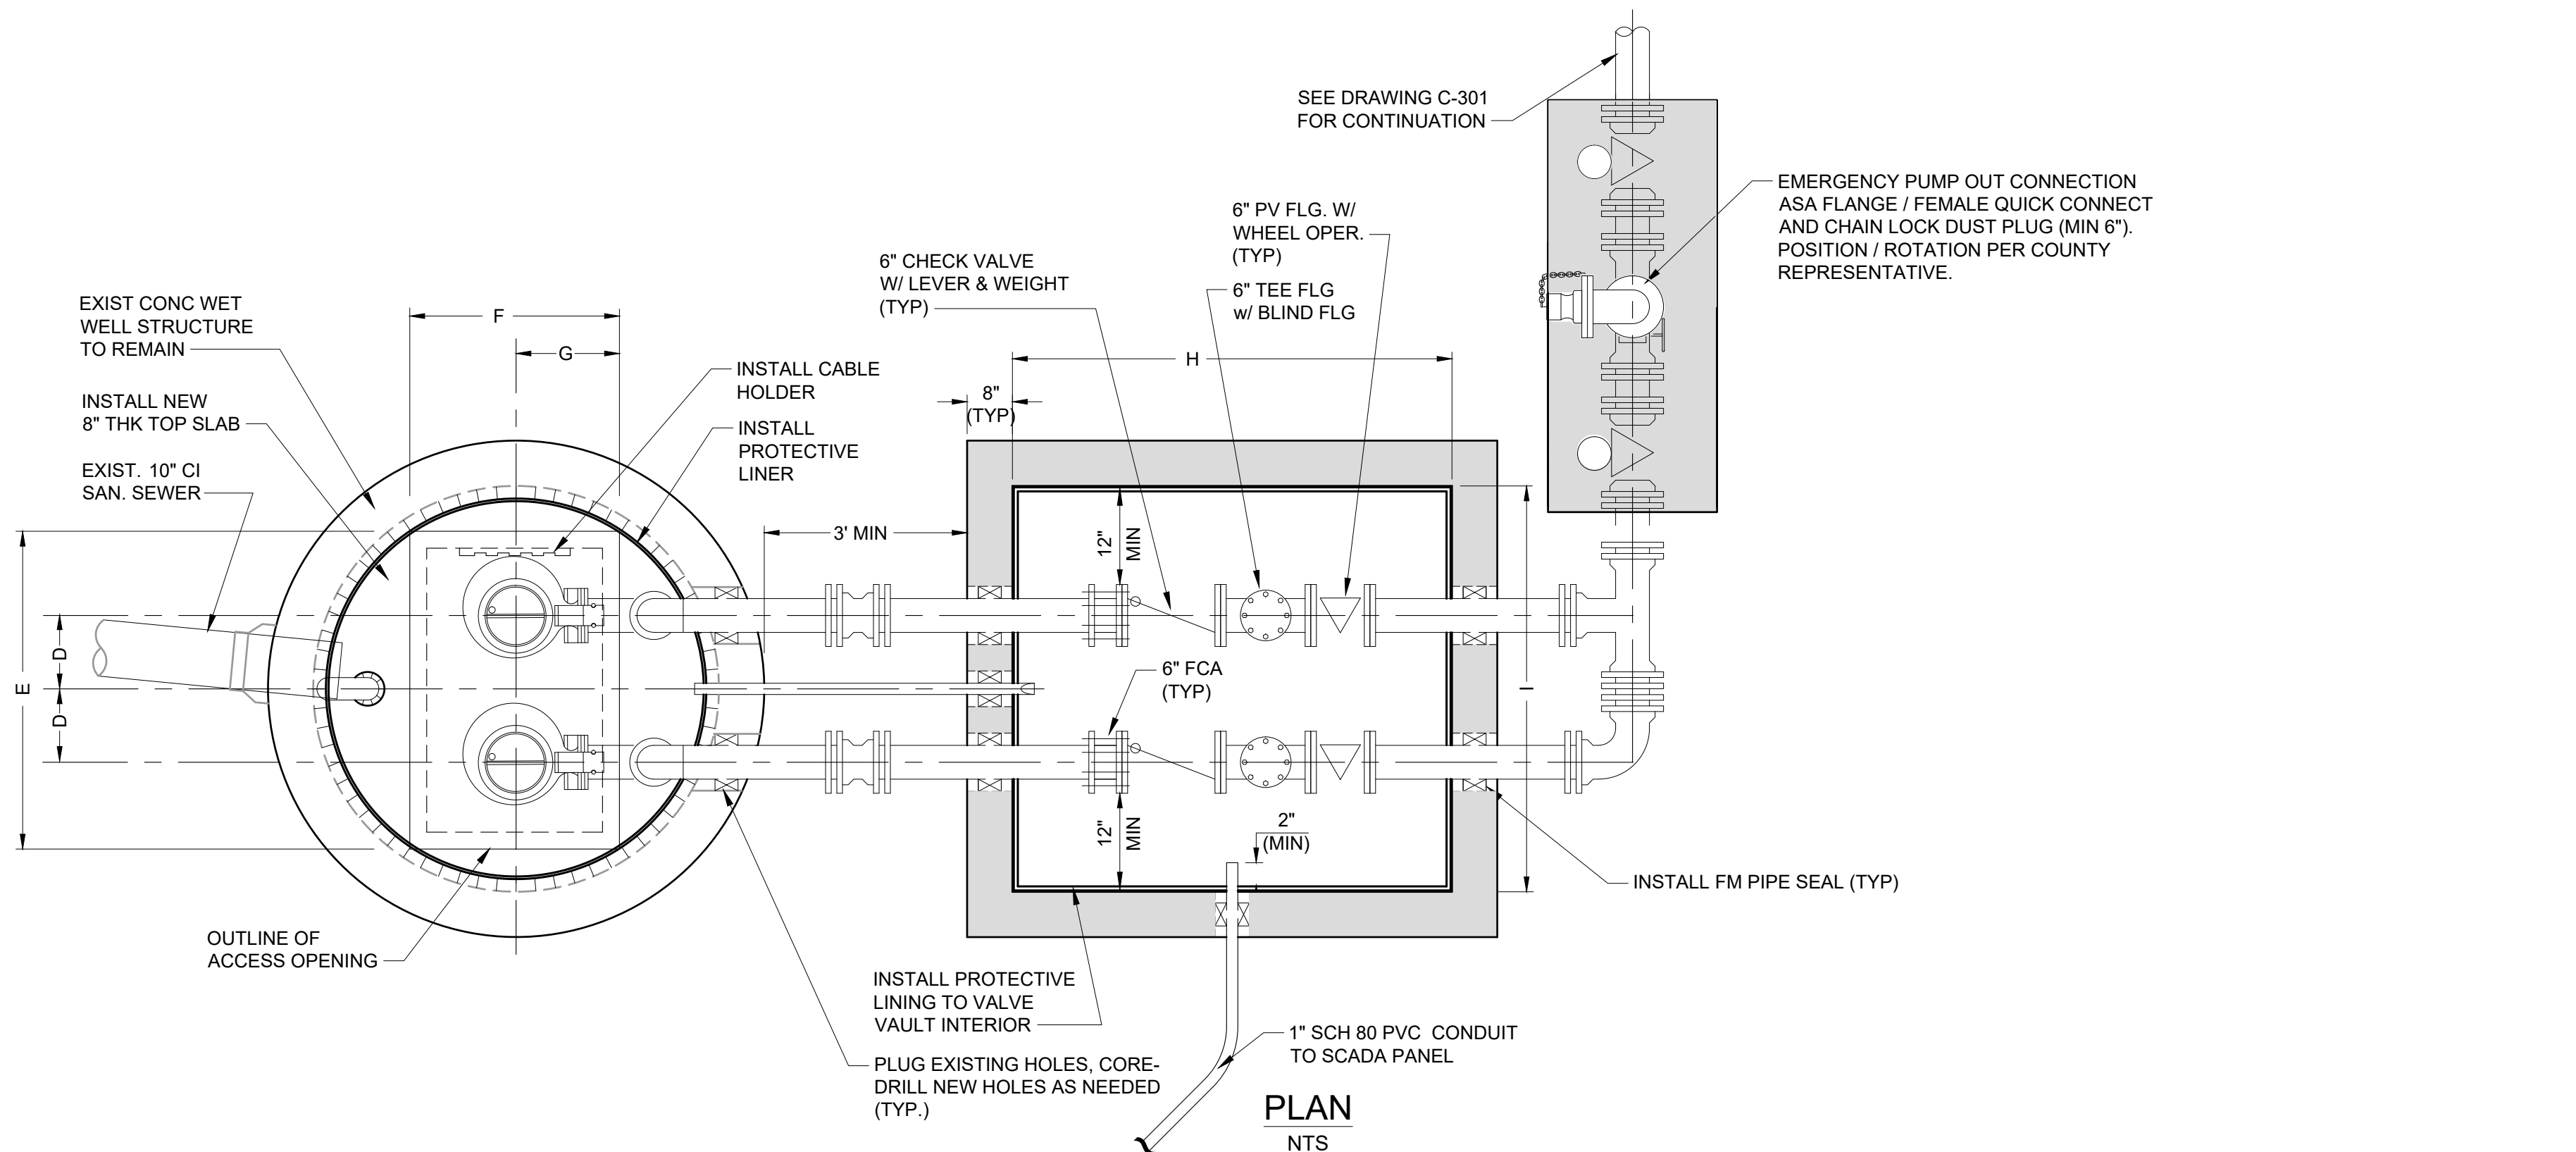 SEE DRAWING C-301
FOR CONTINUATION
EMERGENCY PUMP OUT CONNECTION
ASA FLANGE / FEMALE QUICK CONNECT
AND CHAIN LOCK DUST PLUG (MIN 6").
POSITION / ROTATION PER COUNTY
REPRESENTATIVE.
6" PV FLG. W/
WHEEL OPER.
(TYP)
6" TEE FLG
w/ BLIND FLG
6" CHECK VALVE
W/ LEVER & WEIGHT
(TYP)
EXIST CONC WET
WELL STRUCTURE
TO REMAIN
F
G
H
INSTALL CABLE
HOLDER
8"
(TYP)
INSTALL NEW
8" THK TOP SLAB
INSTALL
PROTECTIVE
LINER
EXIST. 10" CI
SAN. SEWER
3' MIN
12"
MIN
D
E
D
I
6" FCA
(TYP)
12"
MIN
2"
(MIN)
INSTALL FM PIPE SEAL (TYP)
OUTLINE OF
ACCESS OPENING
INSTALL PROTECTIVE
LINING TO VALVE
VAULT INTERIOR
PLUG EXISTING HOLES, CORE-
DRILL NEW HOLES AS NEEDED
(TYP.)
1" SCH 80 PVC CONDUIT
TO SCADA PANEL
PLAN
NTS